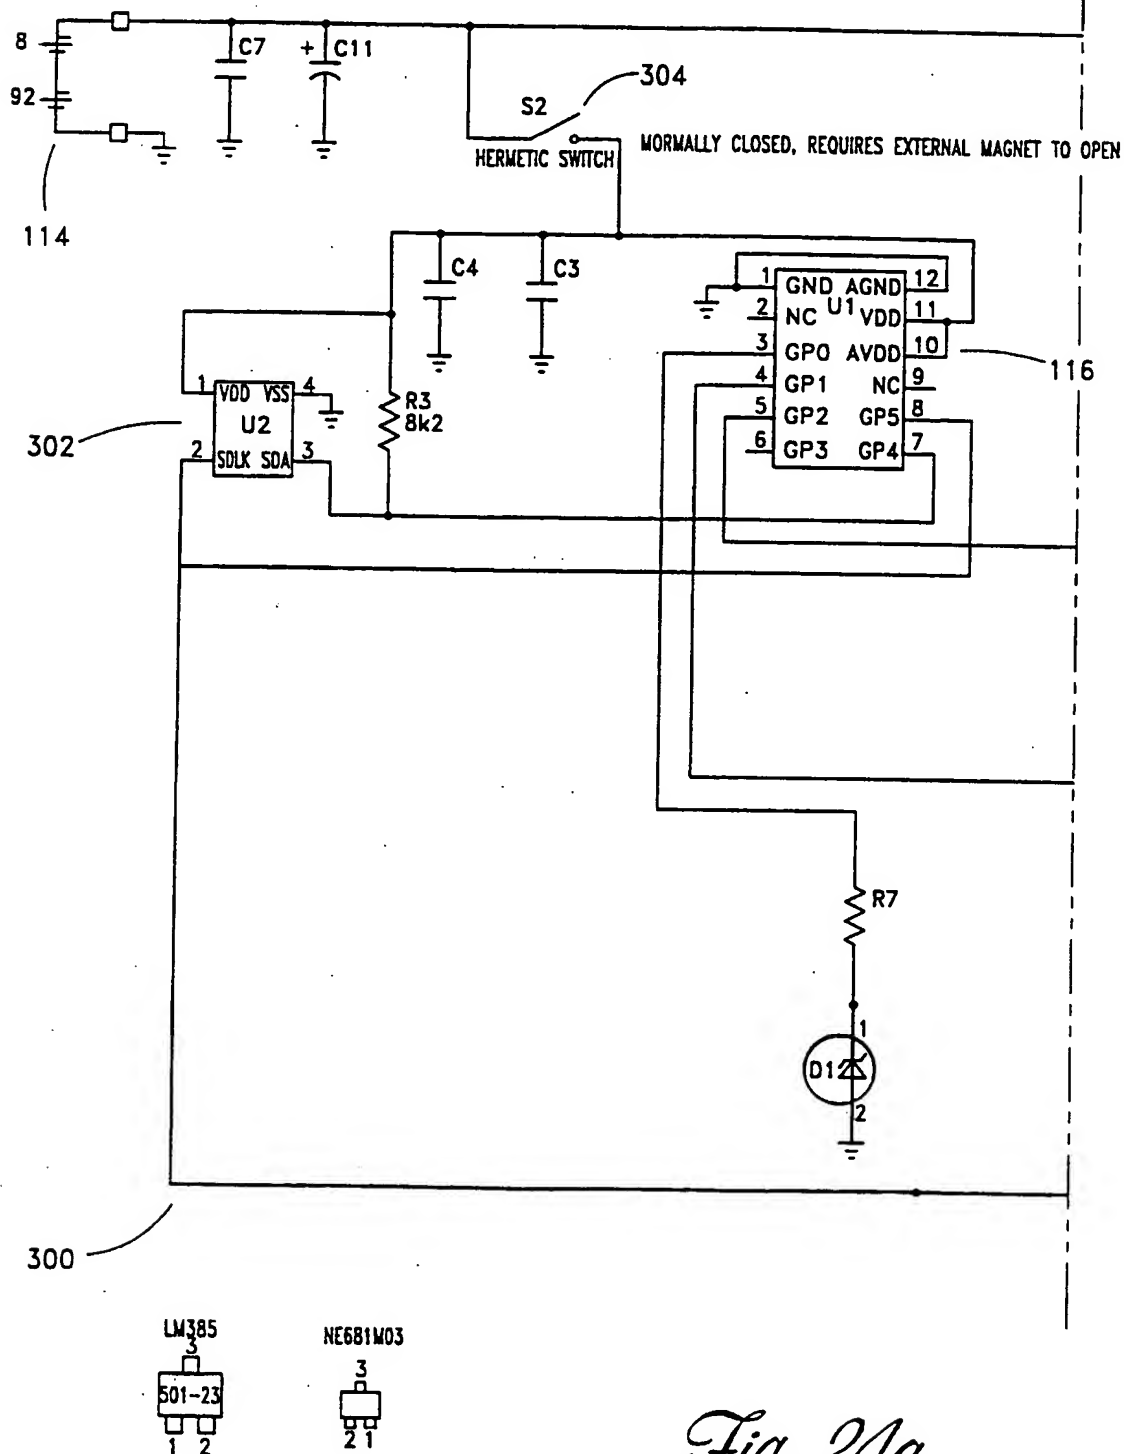 8
92
114
C7
+ C11
S2
304
HERMETIC SWITCH
MORMALLY CLOSED, REQUIRES EXTERNAL MAGNET TO OPEN
C4
C3
1 GND AGND 12
U1
2 NC VDD 11
3 GP0 AVDD 10
4 GP1 NC 9
5 GP2 GP5 8
6 GP3 GP4 7
116
R3
8k2
302
1 VDD VSS 4
U2
2 SDLK SDA 3
R7
1
D1
2
300
LM385
3
501-23
1 2
NE681M03
3
2 1
Fig. 21a